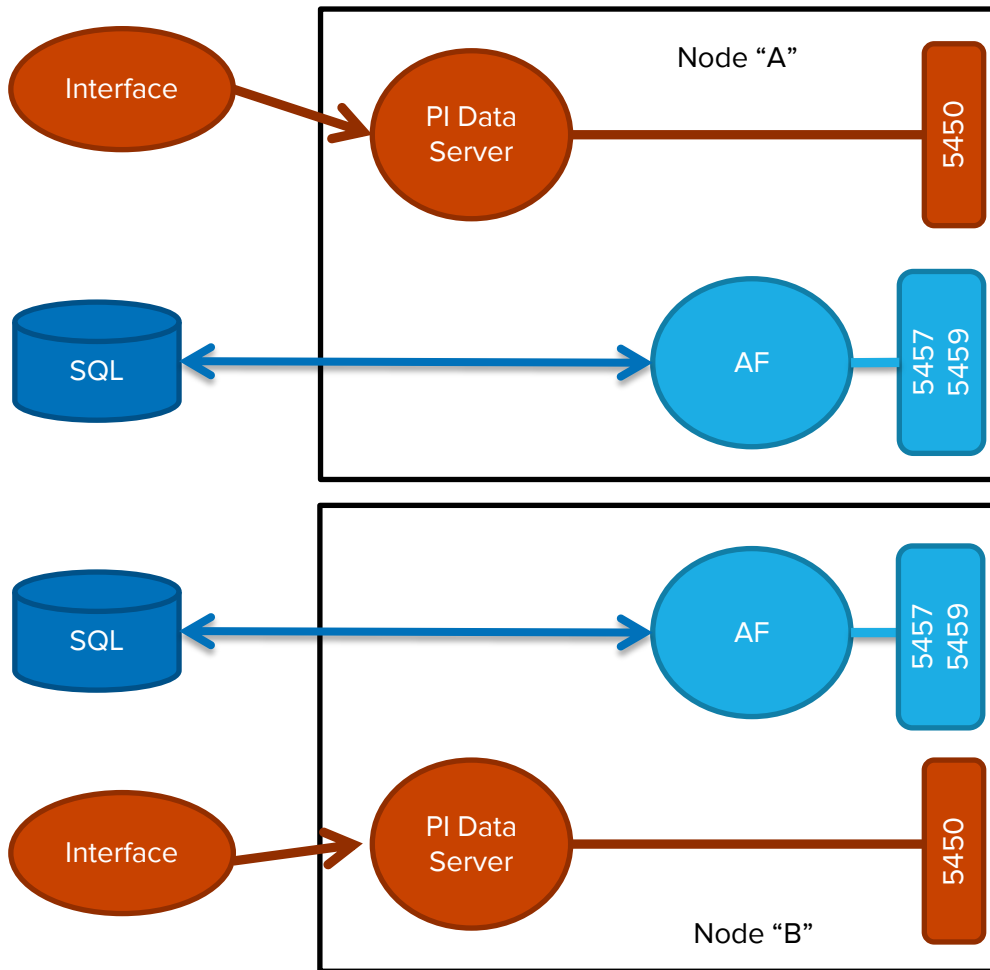 Node “A”
Interface
PI Data
Server
5450
SQL
AF
5457
5459
SQL
AF
5457
5459
Interface
PI Data
Server
5450
Node “B”